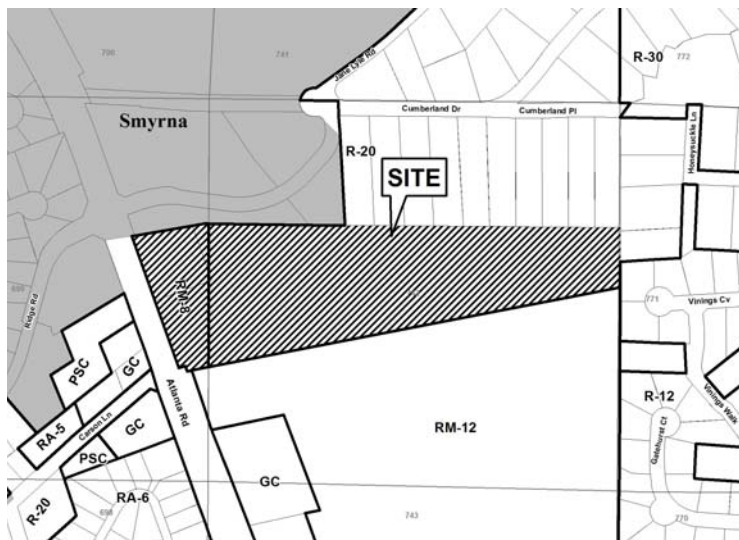 700
741
Jane Lyle Rd
R-30
772
Smyrna
Cumberland Dr
Cumberland Pl
Honeysuckle Ln
R-20
SITE
RM-8
Ridge Rd
771
Vinings Cv
PSC
GC
Atlanta Rd
Vinings Walk
RA-5
Carson Ln
GC
RM-12
R-12
Gatehurst Ct
PSC
GC
R-20
RA-6
698
743
770